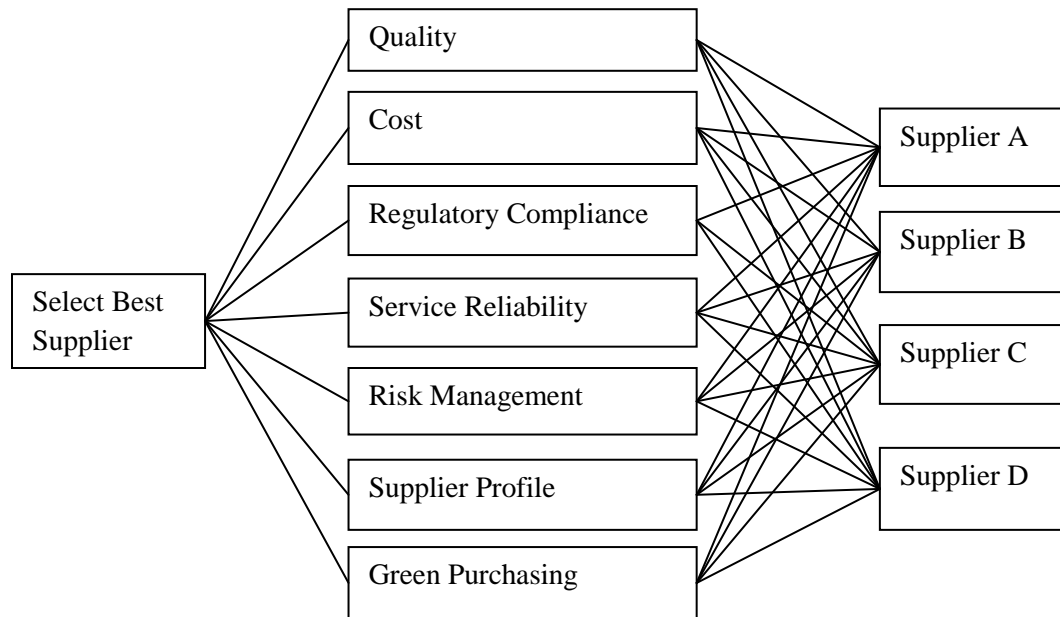 Select Best
Supplier
Quality
Cost
Regulatory Compliance
Service Reliability
Risk Management
Supplier Profile
Green Purchasing
Supplier A
Supplier B
Supplier C
Supplier D